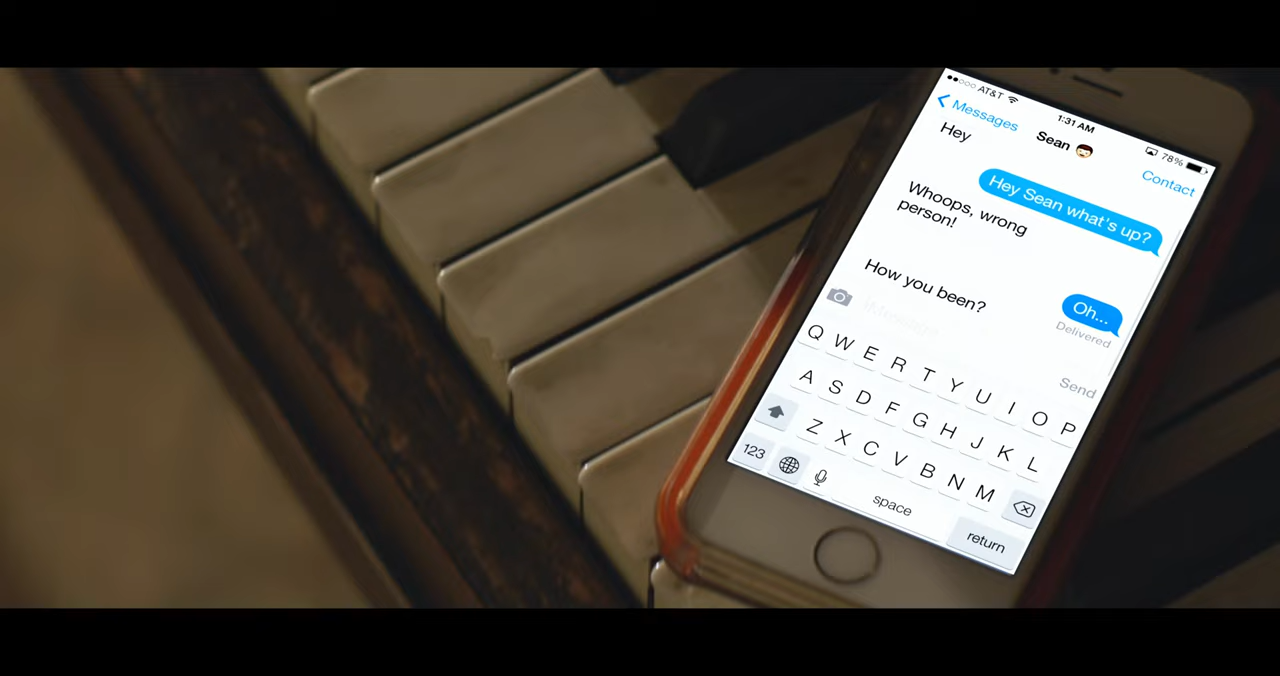 AT&T
1:31 AM
78%
Messages
Sean
Contact
Hey
Hey Sean what's up?
Whoops, wrong
person!
Oh...
Delivered
How you been?
iMessage
Send
Q W E R T Y U I O P
A S D F G H J K L
Z X C V B N M
123
space
return